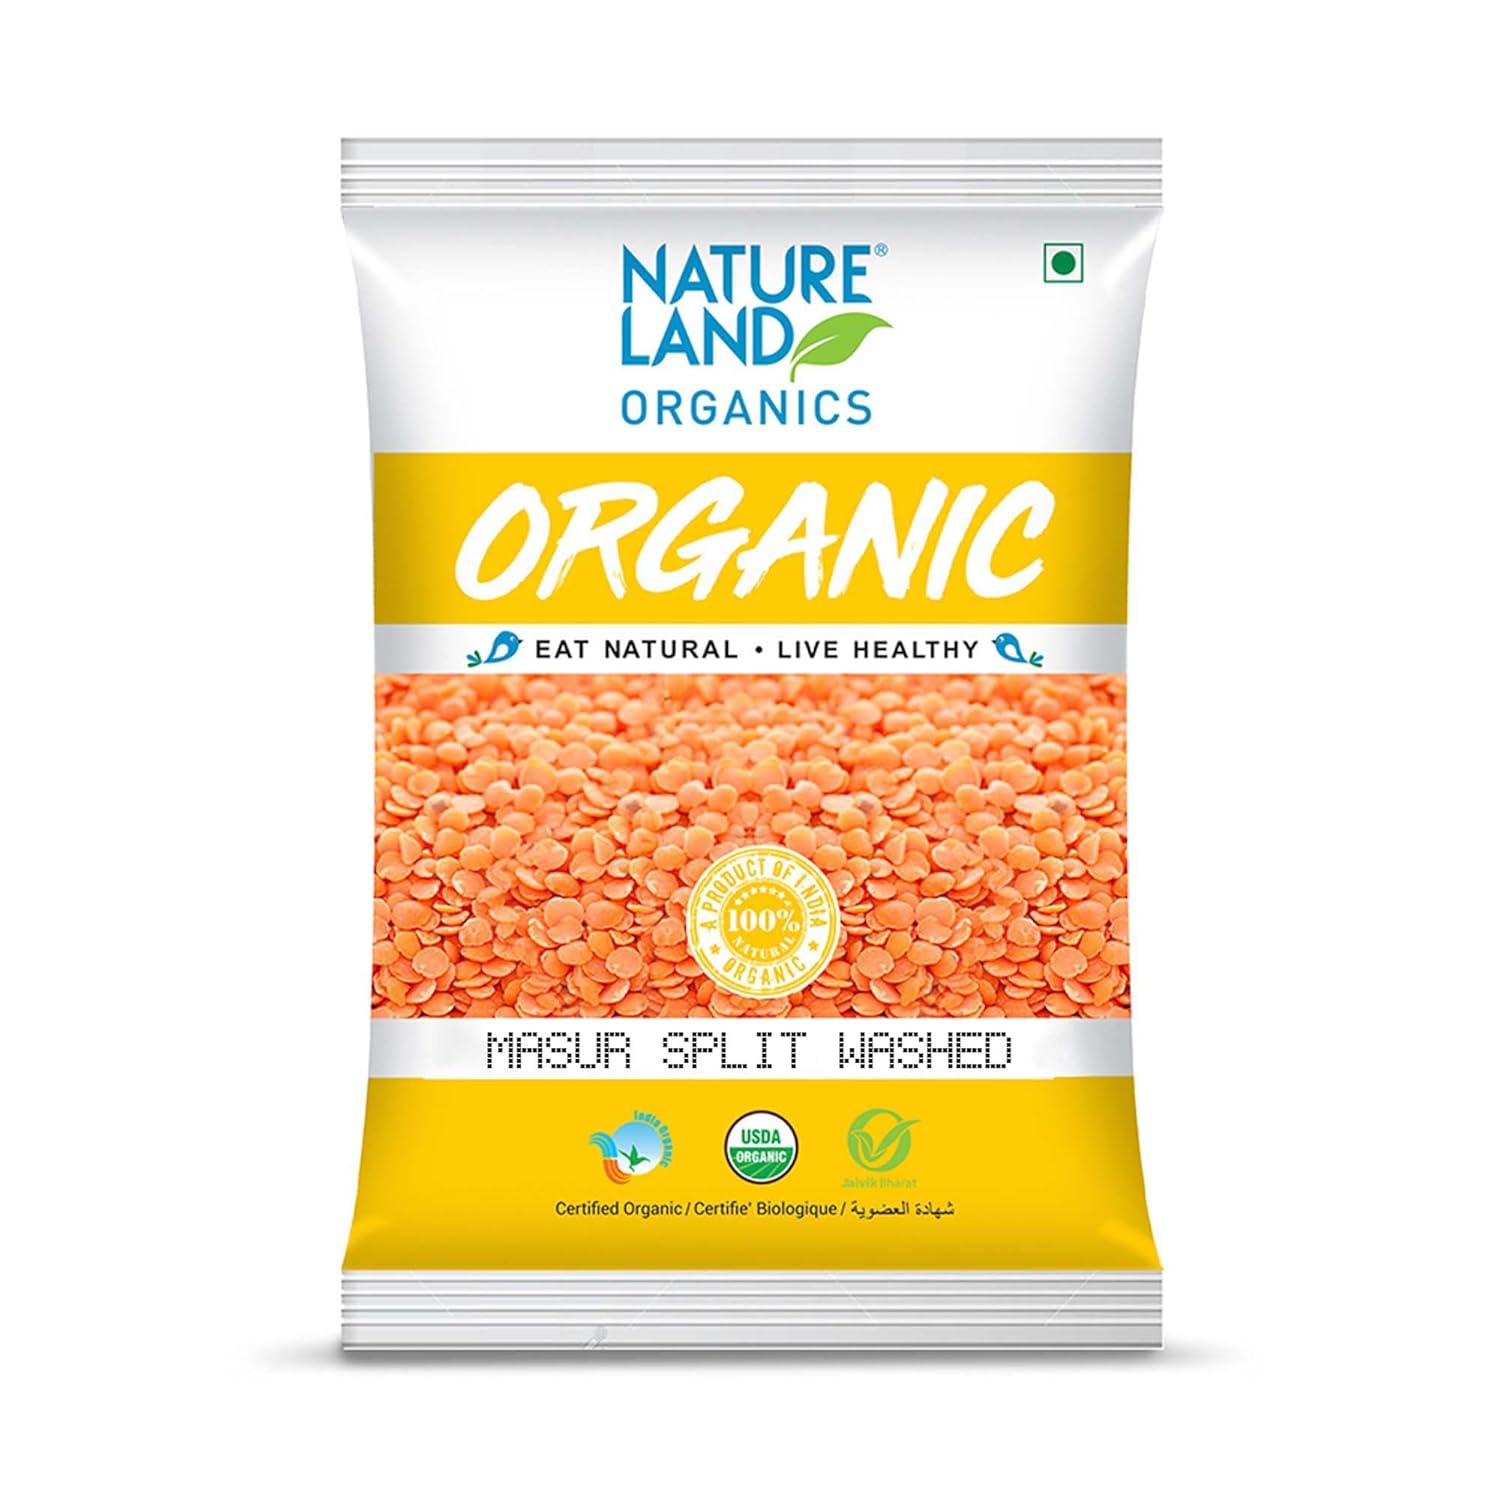 NATURE®
LAND
ORGANICS
ORGANIC
EAT NATURAL • LIVE HEALTHY
A PRODUCT OF INDIA
100%
NATURAL
ORGANIC
MASUR SPLIT WASHED
India Organic
USDA
ORGANIC
Jaivik Bharat
Certified Organic / Certifie' Biologique / شهادة العضوية